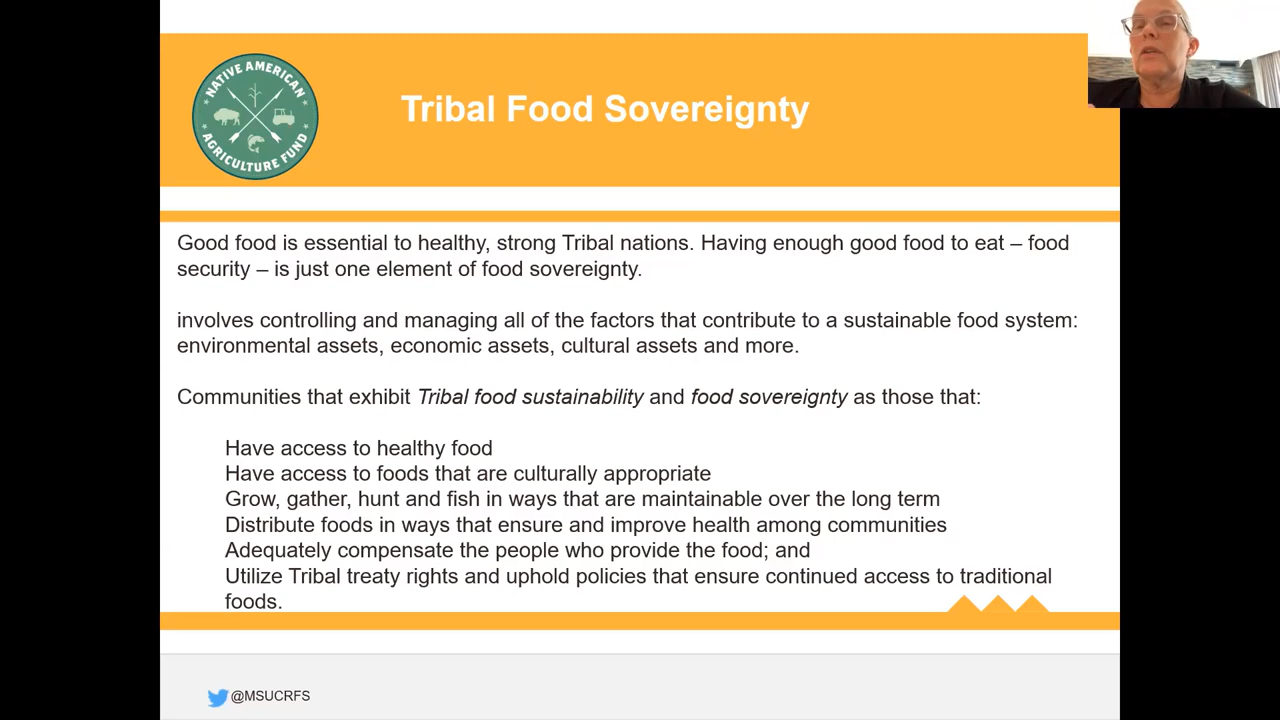 NATIVE AMERICAN
AGRICULTURE FUND
Tribal Food Sovereignty
Good food is essential to healthy, strong Tribal nations. Having enough good food to eat – food
security – is just one element of food sovereignty.
involves controlling and managing all of the factors that contribute to a sustainable food system:
environmental assets, economic assets, cultural assets and more.
Communities that exhibit Tribal food sustainability and food sovereignty as those that:
Have access to healthy food
Have access to foods that are culturally appropriate
Grow, gather, hunt and fish in ways that are maintainable over the long term
Distribute foods in ways that ensure and improve health among communities
Adequately compensate the people who provide the food; and
Utilize Tribal treaty rights and uphold policies that ensure continued access to traditional
foods.
@MSUCRFS